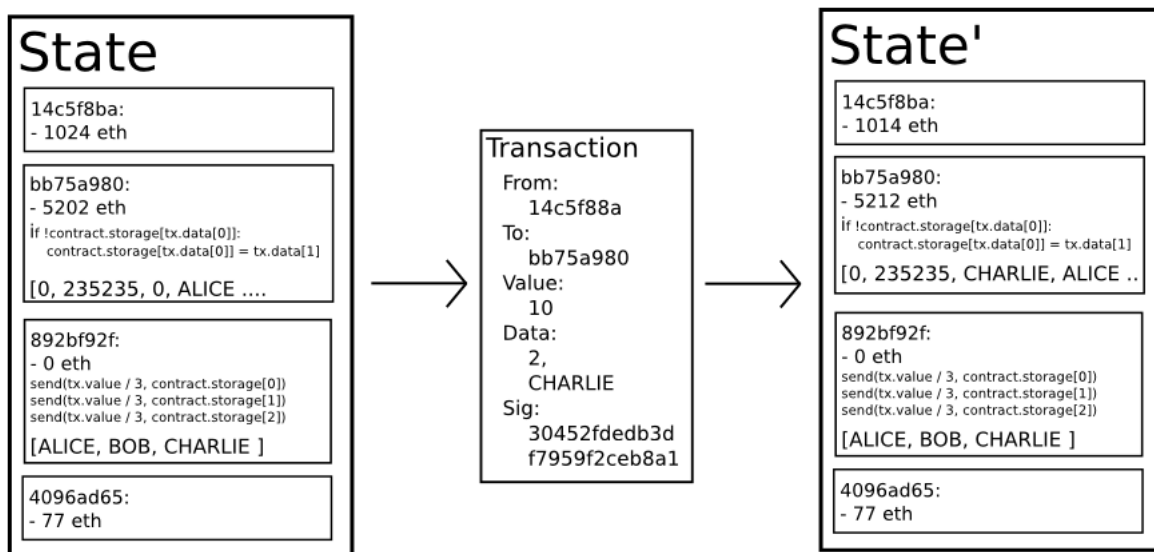 State
14c5f8ba:
- 1024 eth
bb75a980:
- 5202 eth
if !contract.storage[tx.data[0]]:
contract.storage[tx.data[0]] = tx.data[1]
[0, 235235, 0, ALICE ....
892bf92f:
- 0 eth
send(tx.value / 3, contract.storage[0])
send(tx.value / 3, contract.storage[1])
send(tx.value / 3, contract.storage[2])
[ALICE, BOB, CHARLIE ]
4096ad65:
- 77 eth
Transaction
From:
14c5f88a
To:
bb75a980
Value:
10
Data:
2,
CHARLIE
Sig:
30452fdedb3d
f7959f2ceb8a1
State'
14c5f8ba:
- 1014 eth
bb75a980:
- 5212 eth
if !contract.storage[tx.data[0]]:
contract.storage[tx.data[0]] = tx.data[1]
[0, 235235, CHARLIE, ALICE ..
892bf92f:
- 0 eth
send(tx.value / 3, contract.storage[0])
send(tx.value / 3, contract.storage[1])
send(tx.value / 3, contract.storage[2])
[ALICE, BOB, CHARLIE ]
4096ad65:
- 77 eth